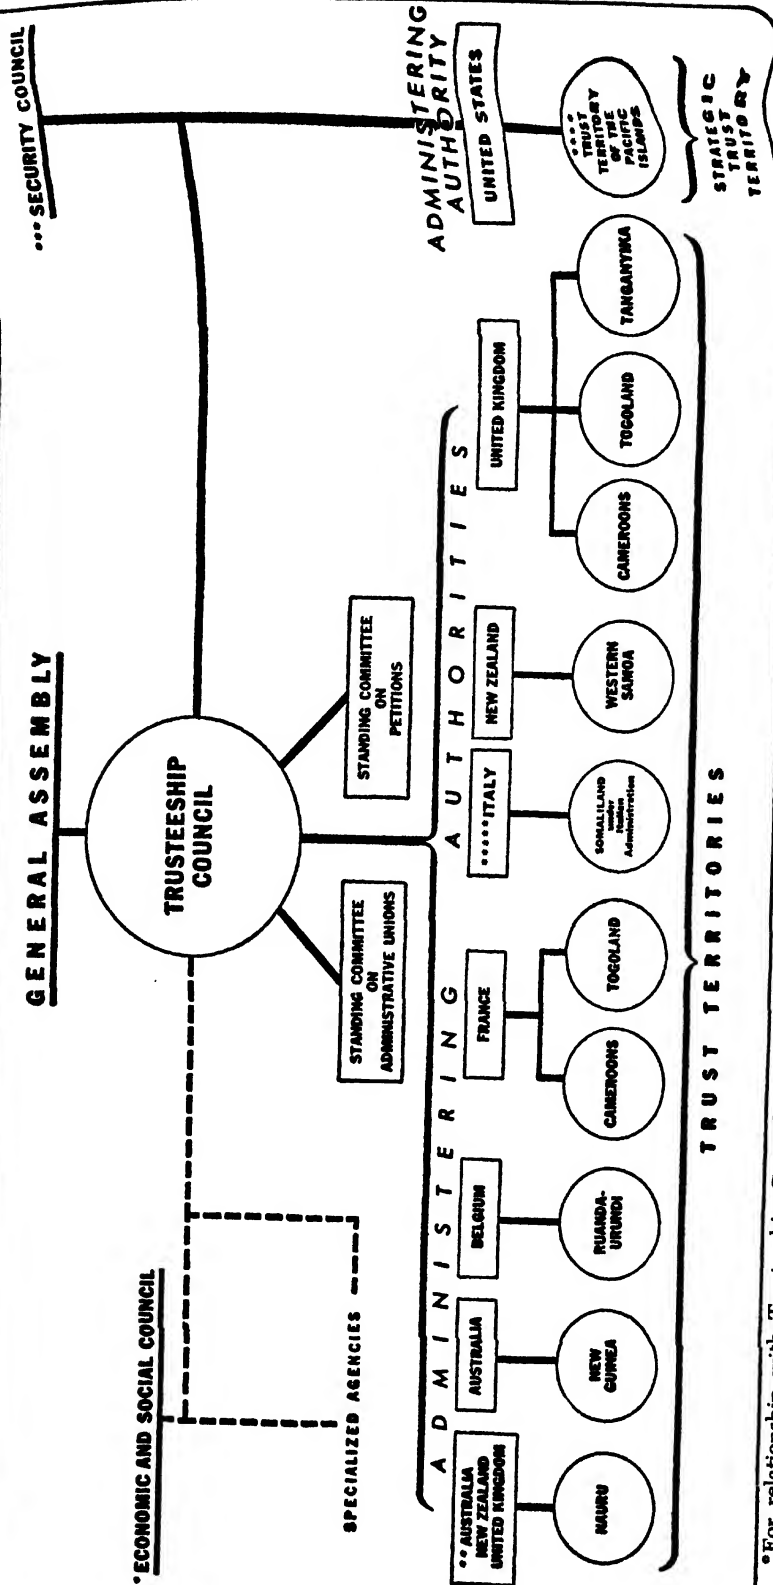 GENERAL ASSEMBLY
*ECONOMIC AND SOCIAL COUNCIL
***SECURITY COUNCIL
TRUSTEESHIP
COUNCIL
SPECIALIZED AGENCIES
STANDING COMMITTEE
ON
ADMINISTRATIVE UNIONS
STANDING COMMITTEE
ON
PETITIONS
ADMINISTERING AUTHORITIES
ADMINISTERING
AUTHORITY
**AUSTRALIA
NEW ZEALAND
UNITED KINGDOM
AUSTRALIA
BELGIUM
FRANCE
*****ITALY
NEW ZEALAND
UNITED KINGDOM
UNITED STATES
NAURU
NEW
GUINEA
RUANDA-
URUNDI
CAMEROONS
TOGOLAND
SOMALILAND
under
Italian
Administration
WESTERN
SAMOA
CAMEROONS
TOGOLAND
TANGANYIKA
****
TRUST
TERRITORY
OF THE
PACIFIC
ISLANDS
TRUST TERRITORIES
STRATEGIC
TRUST
TERRITORY
*For relationship with Trusteeship